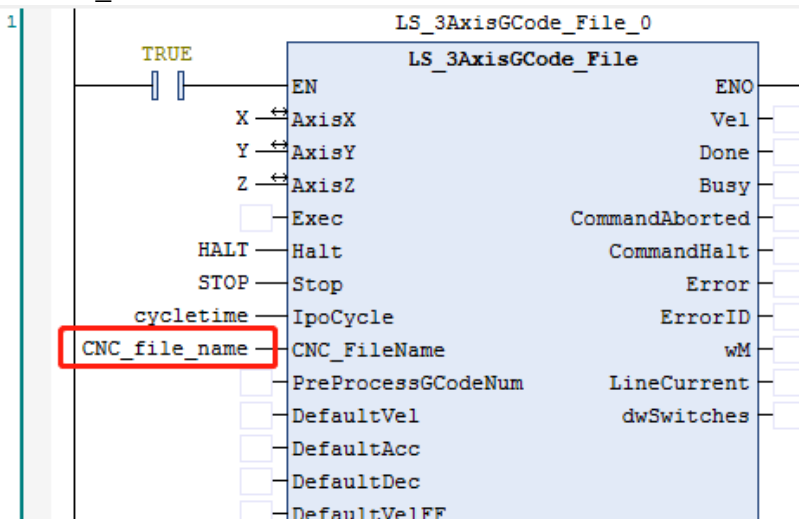 1
LS_3AxisGCode_File_0
TRUE
LS_3AxisGCode_File
EN ENO
X AxisX Vel
Y AxisY Done
Z AxisZ Busy
Exec CommandAborted
HALT Halt CommandHalt
STOP Stop Error
cycletime IpoCycle ErrorID
CNC_file_name CNC_FileName wM
PreProcessGCodeNum LineCurrent
DefaultVel dwSwitches
DefaultAcc
DefaultDec
DefaultVelFF